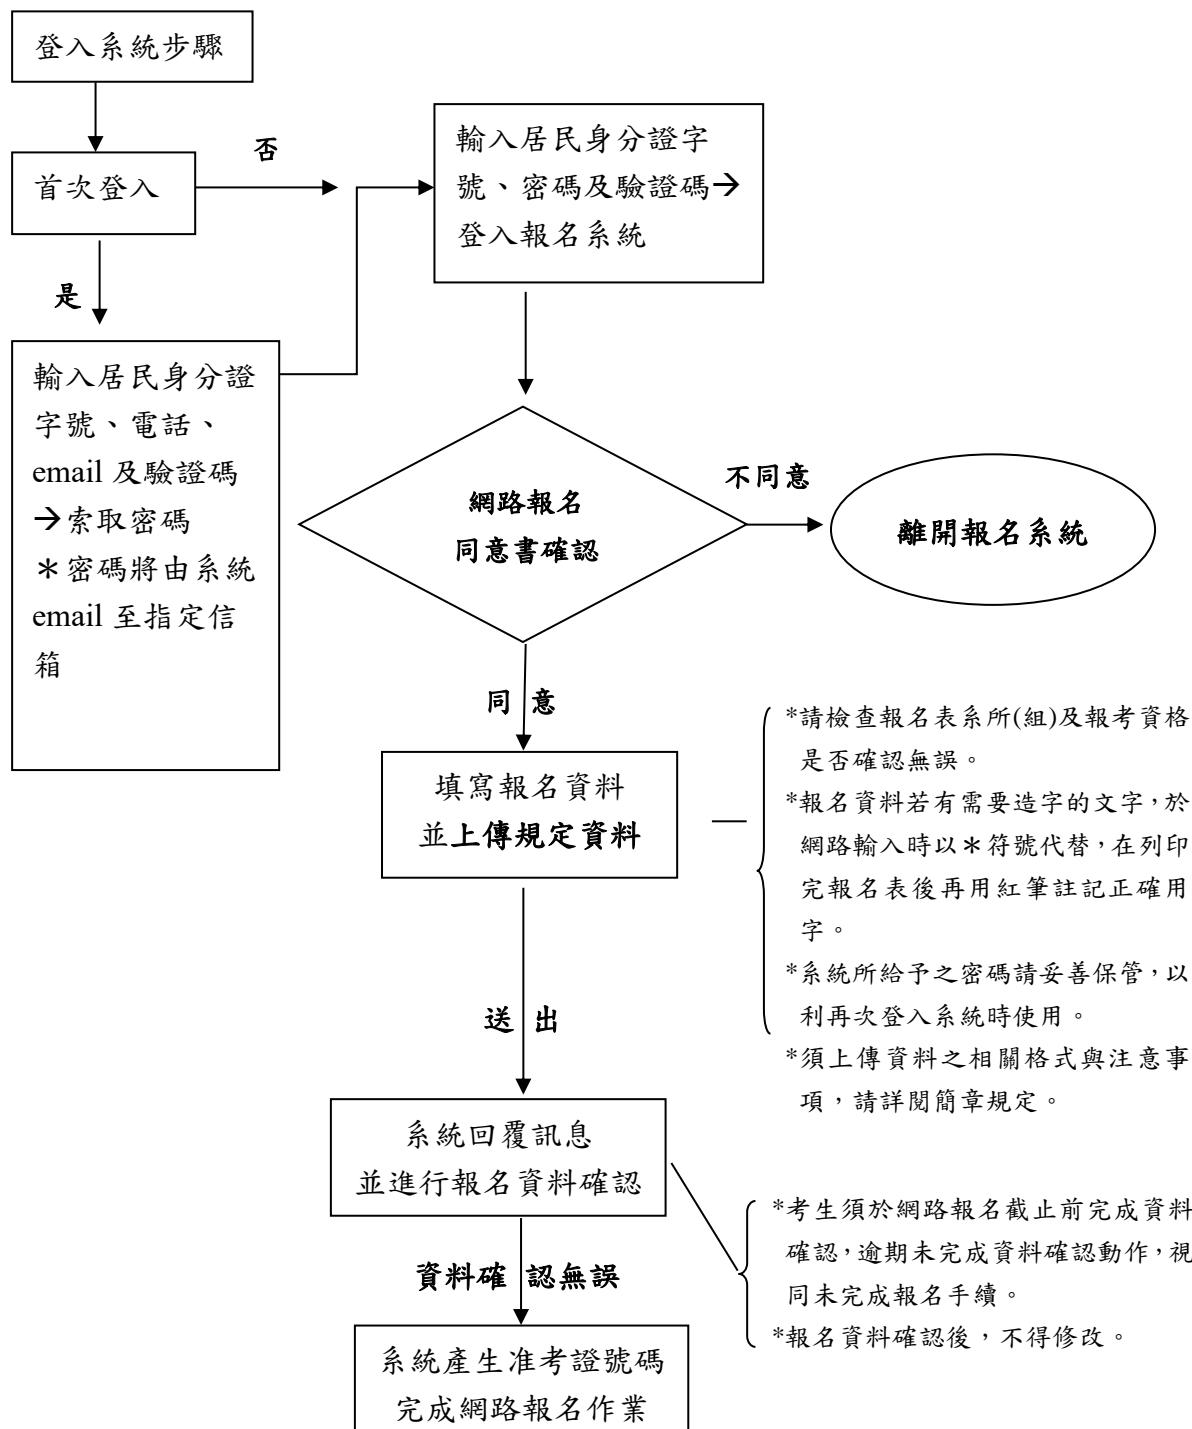 登入系統步驟
首次登入
否
是
輸入居民身分證字
號、密碼及驗證碼→
登入報名系統
輸入居民身分證
字號、電話、
email 及驗證碼
→索取密碼
＊密碼將由系統
email 至指定信
箱
網路報名
同意書確認
不同意
離開報名系統
同 意
填寫報名資料
並上傳規定資料
*請檢查報名表系所(組)及報考資格
是否確認無誤。
*報名資料若有需要造字的文字，於
網路輸入時以＊符號代替，在列印
完報名表後再用紅筆註記正確用
字。
*系統所給予之密碼請妥善保管，以
利再次登入系統時使用。
*須上傳資料之相關格式與注意事
項，請詳閱簡章規定。
送 出
系統回覆訊息
並進行報名資料確認
*考生須於網路報名截止前完成資料
確認，逾期未完成資料確認動作，視
同未完成報名手續。
*報名資料確認後，不得修改。
資料確 認無誤
系統產生准考證號碼
完成網路報名作業